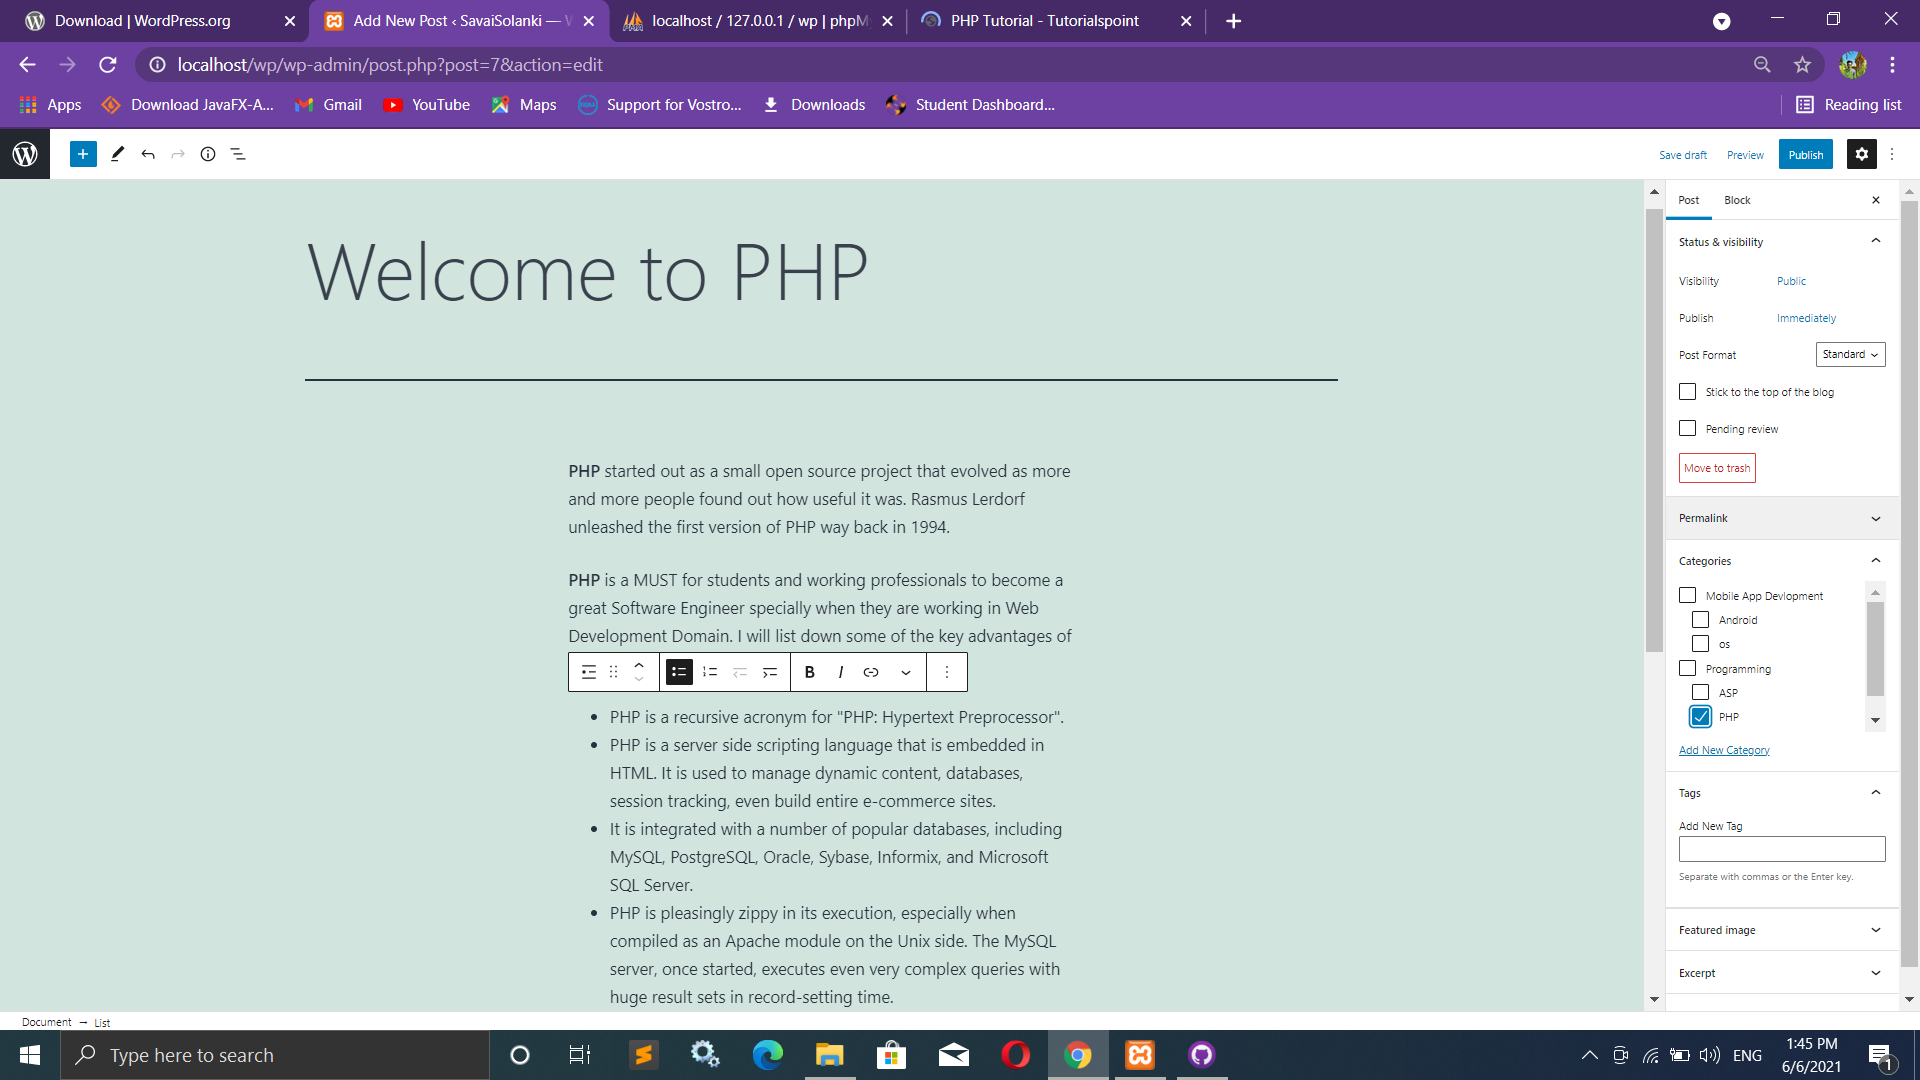 Download | WordPress.org
Add New Post ‹ SavaiSolanki — W
localhost / 127.0.0.1 / wp | phpMy
PHP Tutorial - Tutorialspoint
localhost/wp/wp-admin/post.php?post=7&action=edit
Apps
Download JavaFX-A...
Gmail
YouTube
Maps
Support for Vostro...
Downloads
Student Dashboard...
Reading list
Save draft
Preview
Publish
Welcome to PHP
PHP started out as a small open source project that evolved as more
and more people found out how useful it was. Rasmus Lerdorf
unleashed the first version of PHP way back in 1994.
PHP is a MUST for students and working professionals to become a
great Software Engineer specially when they are working in Web
Development Domain. I will list down some of the key advantages of
B I
• PHP is a recursive acronym for "PHP: Hypertext Preprocessor".
• PHP is a server side scripting language that is embedded in
HTML. It is used to manage dynamic content, databases,
session tracking, even build entire e-commerce sites.
• It is integrated with a number of popular databases, including
MySQL, PostgreSQL, Oracle, Sybase, Informix, and Microsoft
SQL Server.
• PHP is pleasingly zippy in its execution, especially when
compiled as an Apache module on the Unix side. The MySQL
server, once started, executes even very complex queries with
huge result sets in record-setting time.
Post
Block
Status & visibility
Visibility
Public
Publish
Immediately
Post Format
Standard
Stick to the top of the blog
Pending review
Move to trash
Permalink
Categories
Mobile App Devlopment
Android
os
Programming
ASP
PHP
Add New Category
Tags
Add New Tag
Separate with commas or the Enter key.
Featured image
Excerpt
Document → List
Type here to search
ENG
1:45 PM
6/6/2021
1